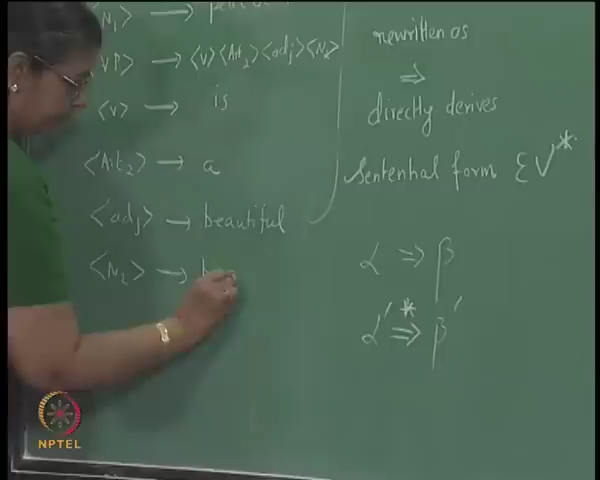 <N₁> →
VP> → <V><Art₂><adj><N₂>
<V> → is
<Art₂> → a
<adj> → beautiful
<N₂> →
rewritten as
⇒
directly derives
Sentential form ∈ V*
α ⇒ β
α' ⇒* β'
NPTEL